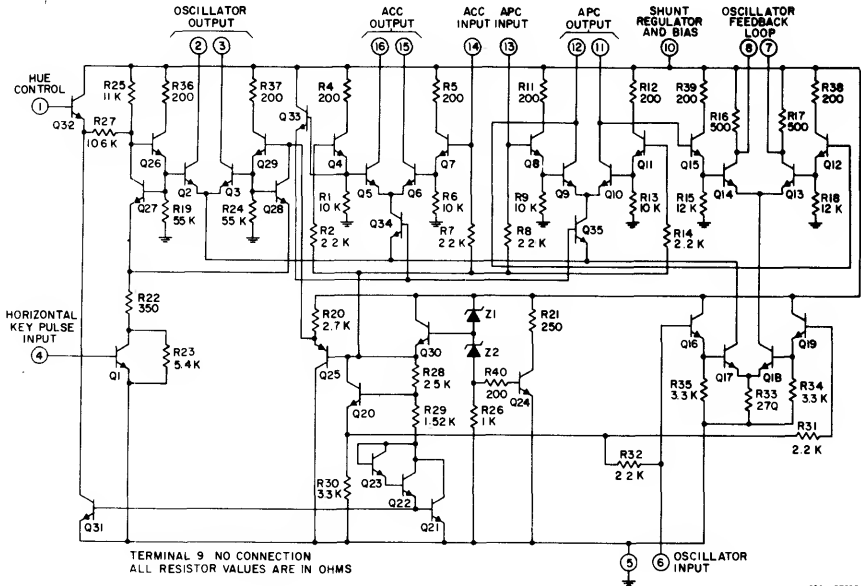 OSCILLATOR
OUTPUT
2 3
ACC
OUTPUT
16 15
ACC
INPUT
14
APC
INPUT
13
APC
OUTPUT
12 11
SHUNT
REGULATOR
AND BIAS
10
OSCILLATOR
FEEDBACK
LOOP
8 7
HUE
CONTROL
1
Q32
R25
11 K
R36
200
R37
200
Q33
R4
200
R5
200
R11
200
R12
200
R39
200
R16
500
R17
500
R38
200
R27
10.6 K
Q26
Q2
Q3
Q29
Q4
Q5
Q6
Q7
Q8
Q9
Q10
Q11
Q15
Q14
Q13
Q12
Q27
R19
55 K
R24
55 K
Q28
R1
10 K
R2
2.2 K
Q34
R6
10 K
R7
2.2 K
R9
10 K
R8
2.2 K
Q35
R13
10 K
R14
2.2 K
R15
12 K
R18
12 K
R22
350
HORIZONTAL
KEY PULSE
INPUT
4
Q1
R23
5.4 K
R20
2.7 K
Q25
Q30
Z1
Z2
R21
250
R28
2.5 K
Q20
R40
200
Q24
R29
1.52 K
R26
1 K
Q16
Q17
Q18
Q19
R35
3.3 K
R33
270
R34
3.3 K
R31
2.2 K
R32
2.2 K
Q23
R30
33 K
Q22
Q31
Q21
5
6 OSCILLATOR
INPUT
TERMINAL 9 NO CONNECTION
ALL RESISTOR VALUES ARE IN OHMS